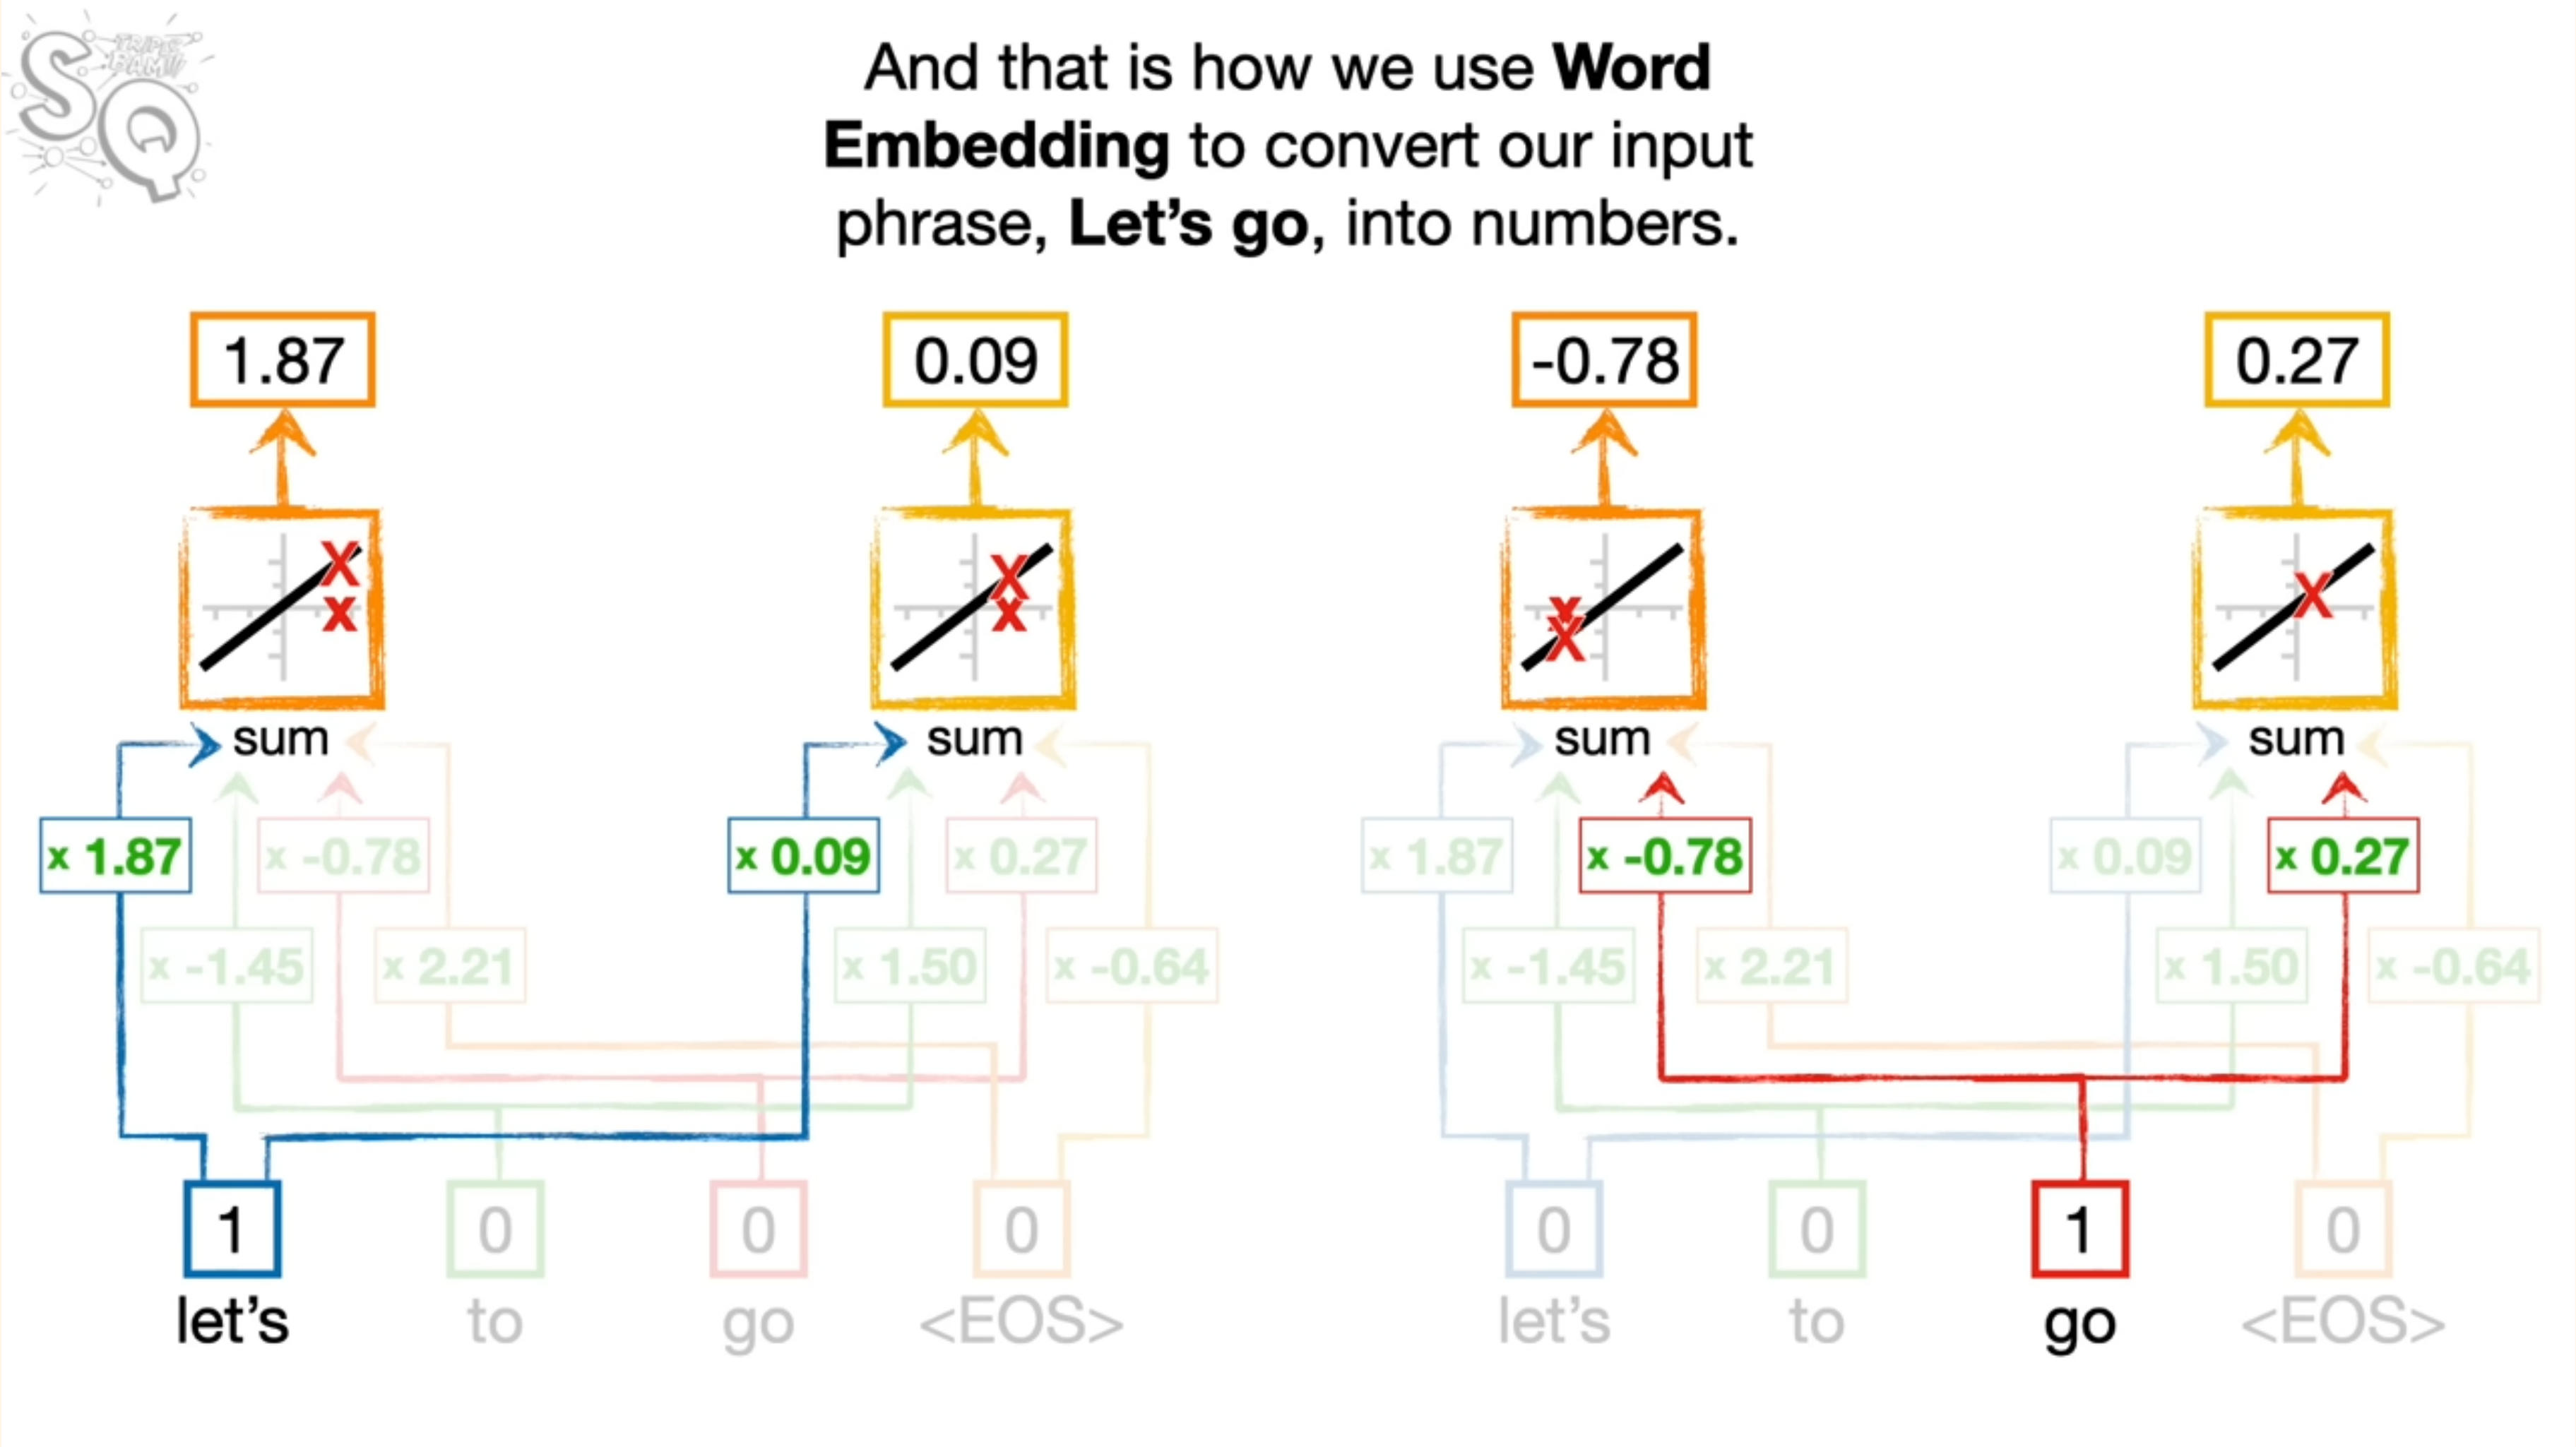 SQ
TRIPLE
BAM!!!
And that is how we use Word
Embedding to convert our input
phrase, Let’s go, into numbers.
1.87 0.09 -0.78 0.27
sum sum sum sum
x 1.87 x -0.78 x 0.09 x 0.27 x 1.87 x -0.78 x 0.09 x 0.27
x -1.45 x 2.21 x 1.50 x -0.64 x -1.45 x 2.21 x 1.50 x -0.64
1 0 0 0 0 0 1 0
let’s to go <EOS> let’s to go <EOS>